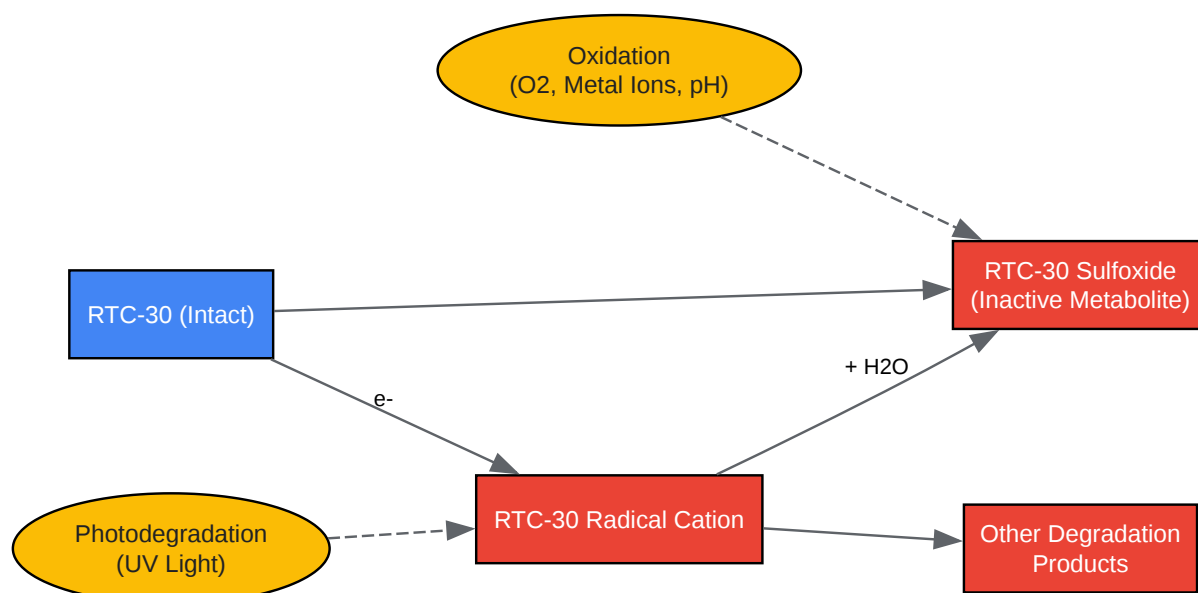 Oxidation
(O2, Metal Ions, pH)
RTC-30 Sulfoxide
(Inactive Metabolite)
RTC-30 (Intact)
+ H2O
e-
RTC-30 Radical Cation
Photodegradation
(UV Light)
Other Degradation
Products